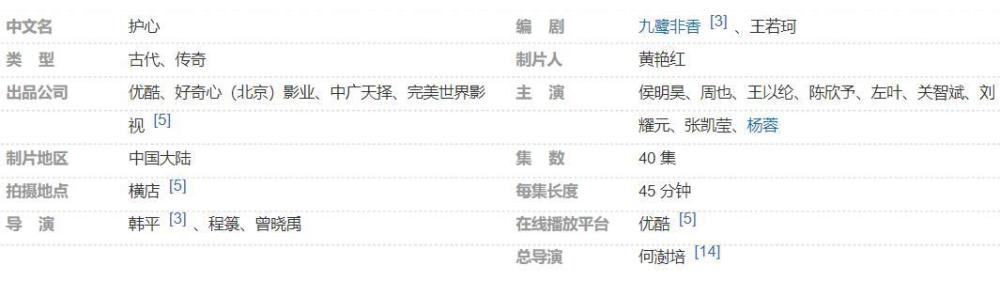 中文名 护心
类 型 古代、传奇
出品公司 优酷、好奇心（北京）影业、中广天择、完美世界影
视 [5]
制片地区 中国大陆
拍摄地点 横店 [5]
导 演 韩平 [3] 、程箓、曾晓禹
编 剧 九鹭非香 [3] 、王若珂
制片人 黄艳红
主 演 侯明昊、周也、王以纶、陈欣予、左叶、关智斌、刘
耀元、张凯莹、杨蓉
集 数 40 集
每集长度 45 分钟
在线播放平台 优酷 [5]
总导演 何澍培 [14]